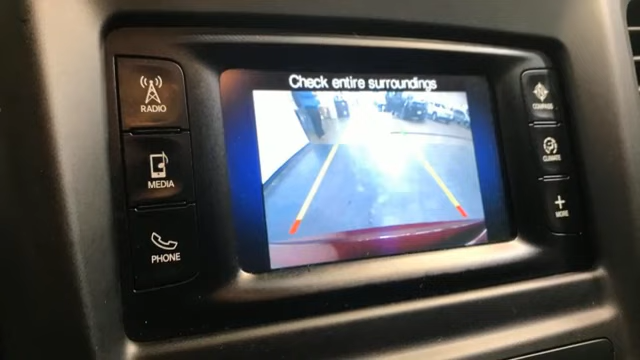 Check entire surroundings
RADIO
MEDIA
PHONE
COMPASS
CLIMATE
+
MORE